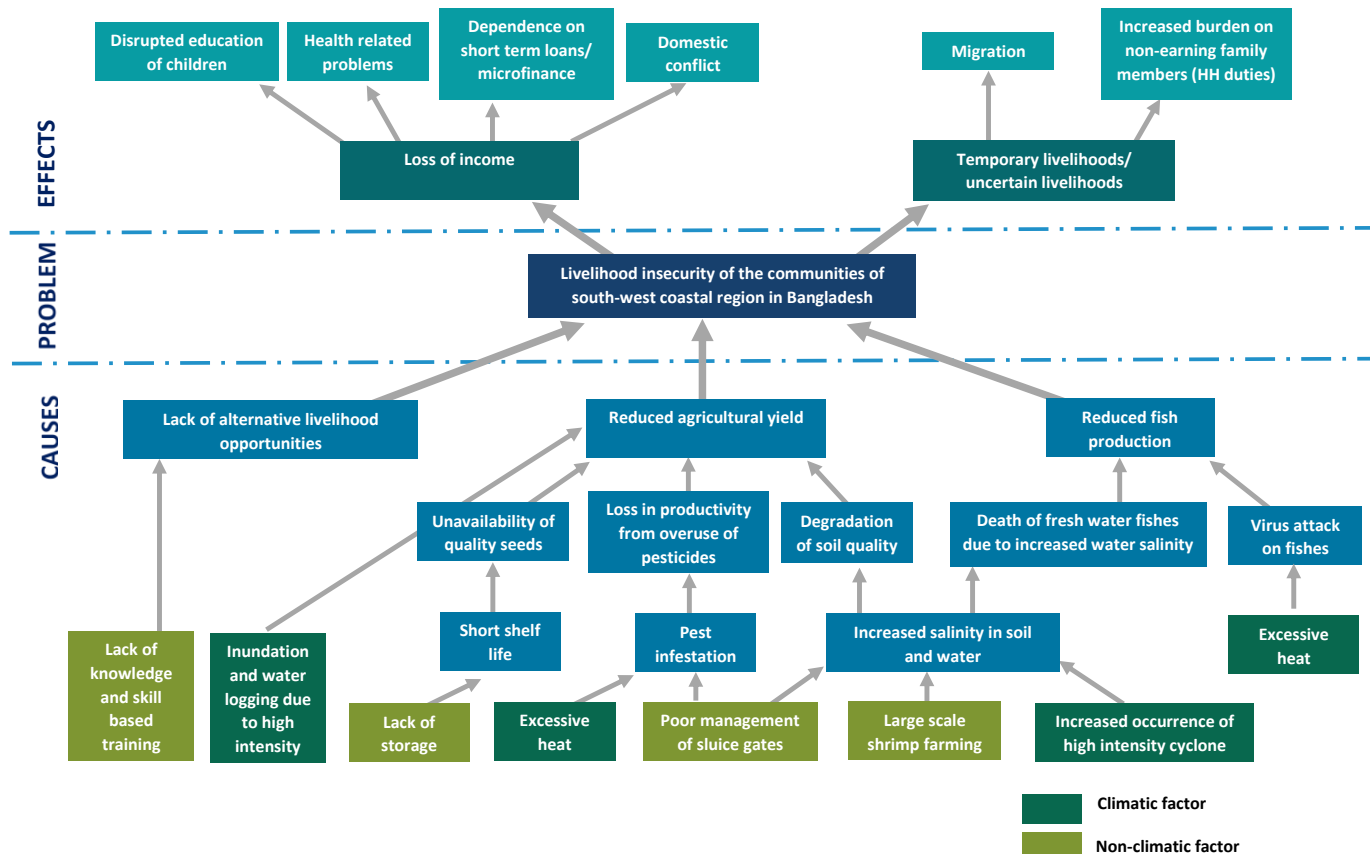 Disrupted education
of children
Health related
problems
Dependence on
short term loans/
microfinance
Domestic
conflict
Migration
Increased burden on
non-earning family
members (HH duties)
EFFECTS
Loss of income
Temporary livelihoods/
uncertain livelihoods
PROBLEM
Livelihood insecurity of the communities of
south-west coastal region in Bangladesh
CAUSES
Lack of alternative livelihood
opportunities
Reduced agricultural yield
Reduced fish
production
Unavailability of
quality seeds
Loss in productivity
from overuse of
pesticides
Degradation
of soil quality
Death of fresh water fishes
due to increased water salinity
Virus attack
on fishes
Short shelf
life
Pest
infestation
Increased salinity in soil
and water
Excessive
heat
Lack of
knowledge
and skill
based
training
Inundation
and water
logging due
to high
intensity
Lack of
storage
Excessive
heat
Poor management
of sluice gates
Large scale
shrimp farming
Increased occurrence of
high intensity cyclone
Climatic factor
Non-climatic factor